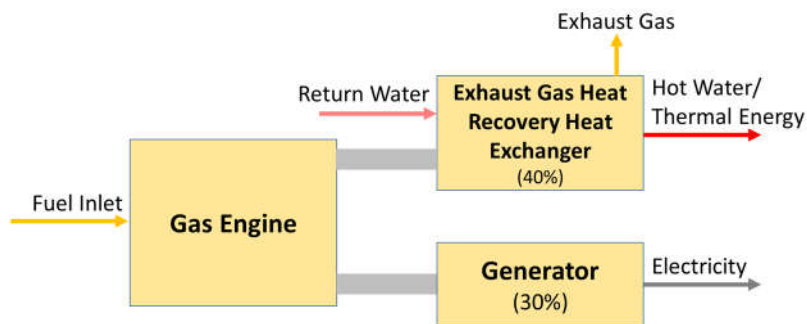 Exhaust Gas
Return Water
Exhaust Gas Heat
Recovery Heat
Exchanger
(40%)
Hot Water/
Thermal Energy
Fuel Inlet
Gas Engine
Generator
(30%)
Electricity